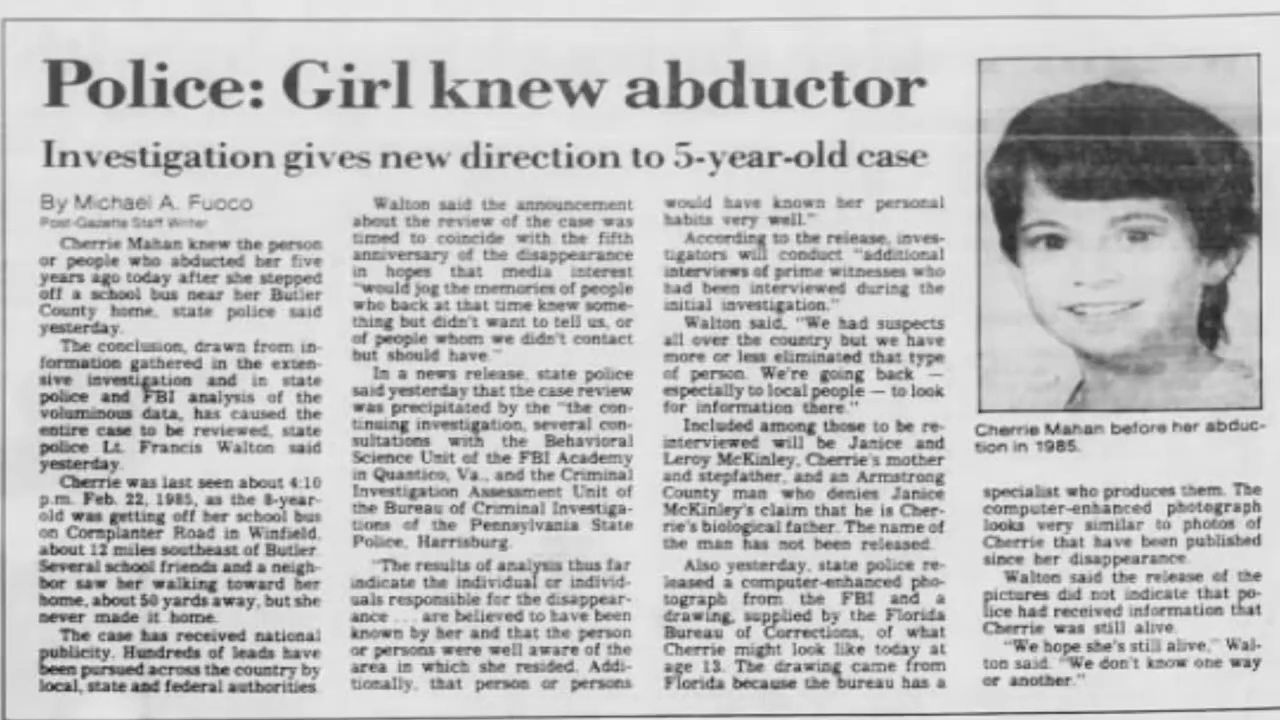 Police: Girl knew abductor
Investigation gives new direction to 5-year-old case
By Michael A. Fuoco
Post-Gazette Staff Writer
Cherrie Mahan knew the person
or people who abducted her five
years ago today after she stepped
off a school bus near her Butler
County home, state police said
yesterday.
The conclusion, drawn from in-
formation gathered in the exten-
sive investigation and in state
police and FBI analysis of the
voluminous data, has caused the
entire case to be reviewed, state
police Lt. Francis Walton said
yesterday.
Cherrie was last seen about 4:10
p.m. Feb. 22, 1985, as the 8-year-
old was getting off her school bus
on Cornplanter Road in Winfield,
about 12 miles southeast of Butler.
Several school friends and a neigh-
bor saw her walking toward her
home, about 50 yards away, but she
never made it home.
The case has received national
publicity. Hundreds of leads have
been pursued across the country by
local, state and federal authorities.
Walton said the announcement
about the review of the case was
timed to coincide with the fifth
anniversary of the disappearance
in hopes that media interest
"would jog the memories of people
who back at that time knew some-
thing but didn't want to tell us, or
of people whom we didn't contact
but should have."
In a news release, state police
said yesterday that the case review
was precipitated by the "the con-
tinuing investigation, several con-
sultations with the Behavioral
Science Unit of the FBI Academy
in Quantico, Va., and the Criminal
Investigation Assessment Unit of
the Bureau of Criminal Investiga-
tions of the Pennsylvania State
Police, Harrisburg.
"The results of analysis thus far
indicate the individual or individ-
uals responsible for the disappear-
ance . . . are believed to have been
known by her and that the person
or persons were well aware of the
area in which she resided. Addi-
tionally, that person or persons
would have known her personal
habits very well."
According to the release, inves-
tigators will conduct "additional
interviews of prime witnesses who
had been interviewed during the
initial investigation."
Walton said, "We had suspects
all over the country but we have
more or less eliminated that type
of person. We're going back —
especially to local people — to look
for information there."
Included among those to be re-
interviewed will be Janice and
Leroy McKinley, Cherrie's mother
and stepfather, and an Armstrong
County man who denies Janice
McKinley's claim that he is Cher-
rie's biological father. The name of
the man has not been released.
Also yesterday, state police re-
leased a computer-enhanced pho-
tograph from the FBI and a
drawing, supplied by the Florida
Bureau of Corrections, of what
Cherrie might look like today at
age 13. The drawing came from
Florida because the bureau has a
Cherrie Mahan before her abduc-
tion in 1985.
specialist who produces them. The
computer-enhanced photograph
looks very similar to photos of
Cherrie that have been published
since her disappearance.
Walton said the release of the
pictures did not indicate that po-
lice had received information that
Cherrie was still alive.
"We hope she's still alive," Wal-
ton said. "We don't know one way
or another."